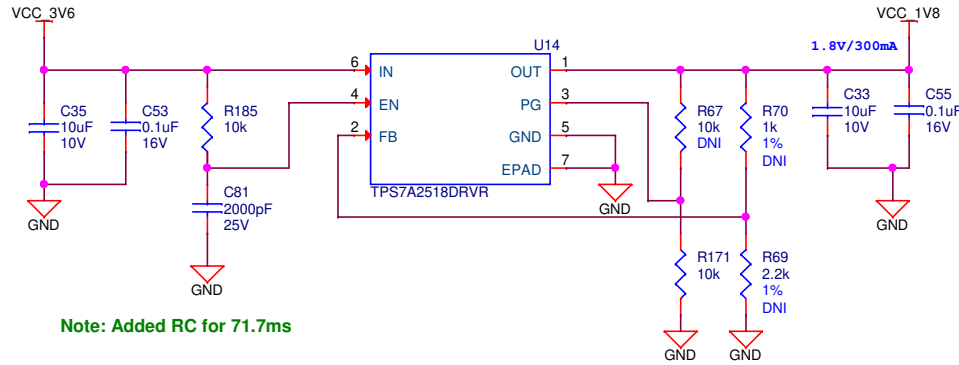 VCC_3V6
VCC_1V8
1.8V/300mA
U14
6 IN
OUT 1
4 EN
PG 3
2 FB
GND 5
EPAD 7
TPS7A2518DRVR
C35
10uF
10V
C53
0.1uF
16V
R185
10k
R67
10k
DNI
R70
1k
1%
DNI
C33
10uF
10V
C55
0.1uF
16V
C81
2000pF
25V
GND
GND
GND
GND
R171
10k
R69
2.2k
1%
DNI
GND
GND
Note: Added RC for 71.7ms